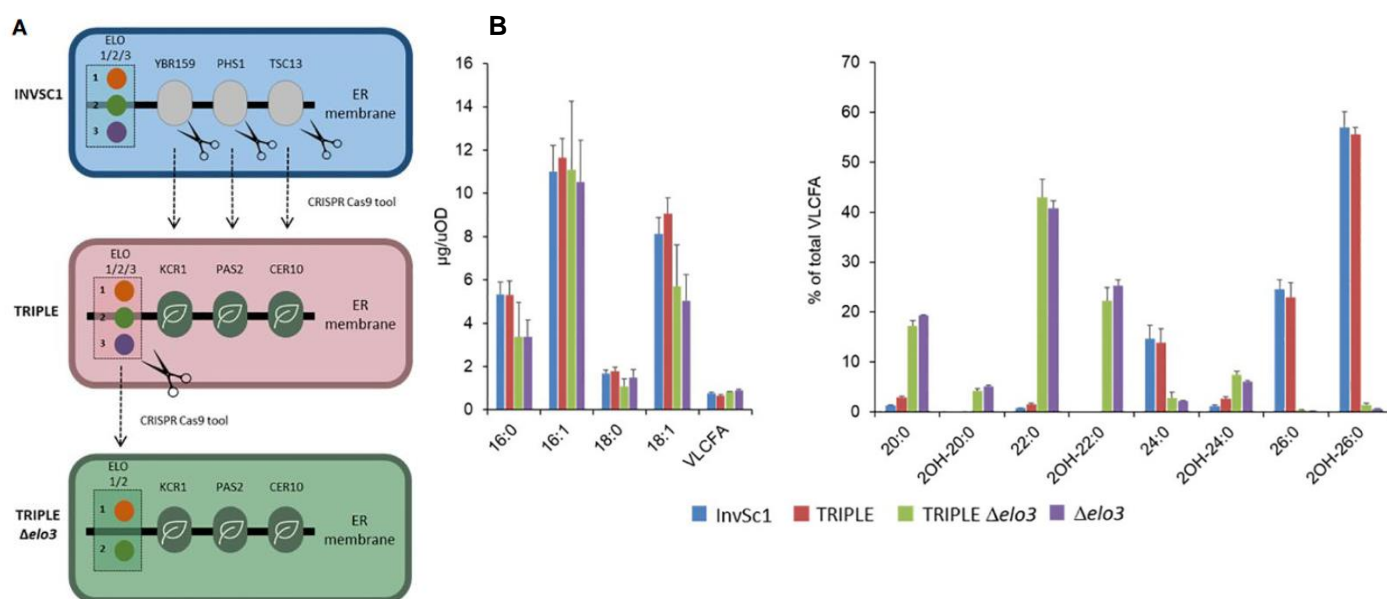 A
ELO
1/2/3
YBR159 PHS1 TSC13
1
2
3
INVSC1
ER
membrane
CRISPR Cas9 tool
ELO
1/2/3
KCR1 PAS2 CER10
1
2
3
TRIPLE
ER
membrane
CRISPR Cas9 tool
ELO
1/2
KCR1 PAS2 CER10
1
2
TRIPLE
Δelo3
ER
membrane
B
16
14
12
10
8
6
4
2
0
µg/uOD
16:0 16:1 18:0 18:1 VLCFA
70
60
50
40
30
20
10
0
% of total VLCFA
20:0 2OH-20:0 22:0 2OH-22:0 24:0 2OH-24:0 26:0 2OH-26:0
InvSc1 TRIPLE TRIPLE Δelo3 Δelo3